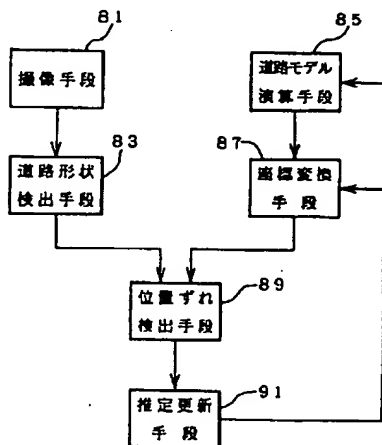 81
撮像手段
85
道路モデル
演算手段
83
道路形状
検出手段
87
座標変換
手段
位置ずれ
検出手段
89
推定更新
手段
91